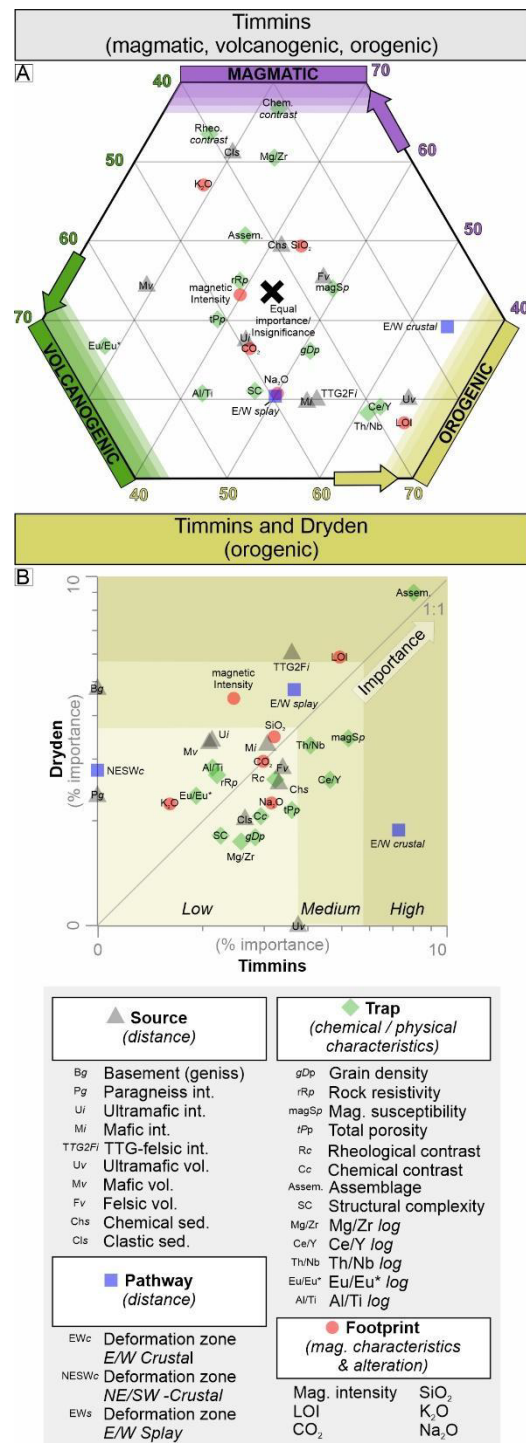 Timmins
(magmatic, volcanogenic, orogenic)
A
40
MAGMATIC
70
Chem.
contrast
Rheo.
contrast
Cls
Mg/Zr
50
60
K2O
Assem.
Chs
SiO2
60
50
Mv
magnetic
Intensity
rRp
Fv
magSp
Equal
importance/
Insignificance
70
40
tPp
E/W crustal
Eu/Eu*
Ui
CO2
gDp
VOLCANOGENIC
OROGENIC
Al/Ti
SC
Na2O
E/W splay
Mi
TTG2Fi
Ce/Y
Uv
Th/Nb
LOI
40
50
60
70
Timmins and Dryden
(orogenic)
B
10
Assem.
1:1
Importance
TTG2Fi
LOI
Bg
E/W splay
magnetic
Intensity
SiO2
Ui
Mv
Mi
Th/Nb
magSp
NESWc
Al/Ti
rRp
CO2
Rc
Fv
Chs
Ce/Y
Pg
K2O
Eu/Eu*
Na2O
Cc
tPp
Cls
SC
gDp
Mg/Zr
E/W crustal
Dryden
(% importance)
Low
Medium
High
Uv
0
0
(% importance)
10
Timmins
Source
(distance)
Bg Basement (geniss)
Pg Paragneiss int.
Ui Ultramafic int.
Mi Mafic int.
TTG2Fi TTG-felsic int.
Uv Ultramafic vol.
Mv Mafic vol.
Fv Felsic vol.
Chs Chemical sed.
Cls Clastic sed.
Pathway
(distance)
EWc Deformation zone
E/W Crustal
NESWc Deformation zone
NE/SW -Crustal
EWs Deformation zone
E/W Splay
Trap
(chemical / physical
characteristics)
gDp Grain density
rRp Rock resistivity
magSp Mag. susceptibility
tPp Total porosity
Rc Rheological contrast
Cc Chemical contrast
Assem. Assemblage
SC Structural complexity
Mg/Zr Mg/Zr log
Ce/Y Ce/Y log
Th/Nb Th/Nb log
Eu/Eu* Eu/Eu* log
Al/Ti Al/Ti log
Footprint
(mag. characteristics
& alteration)
Mag. intensity SiO2
LOI K2O
CO2 Na2O